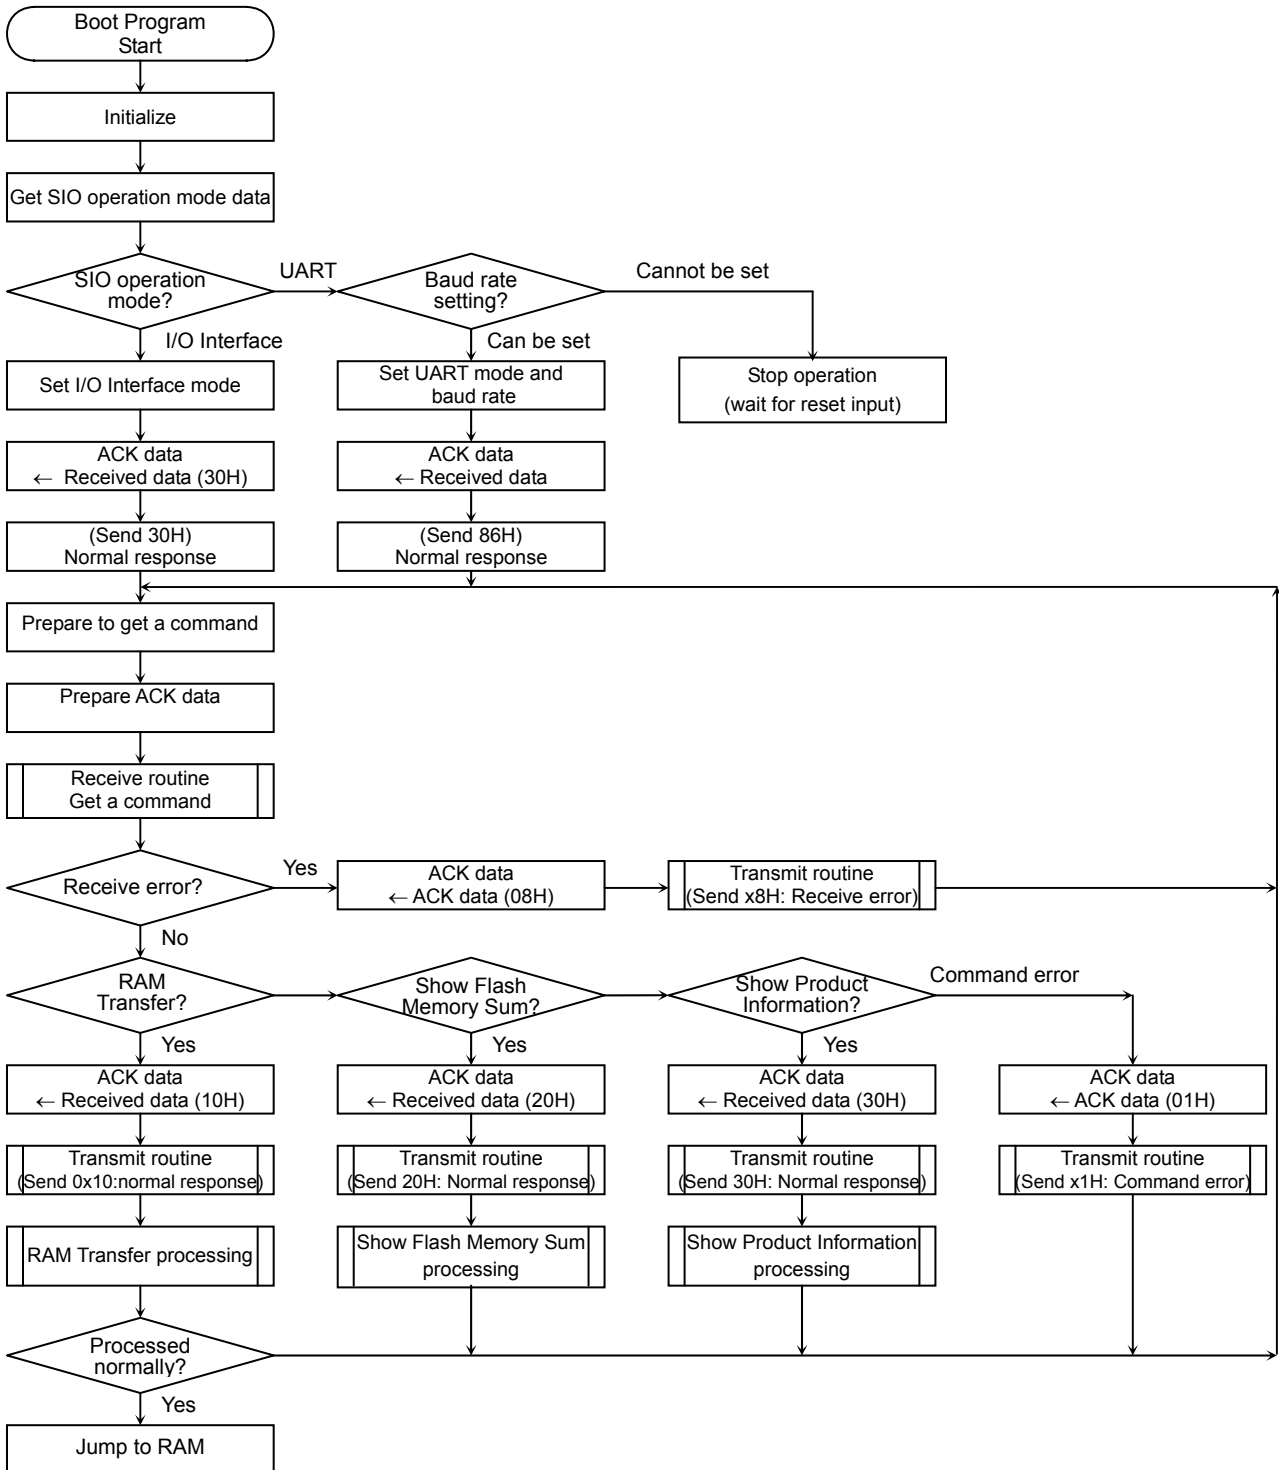 Boot Program
Start
Initialize
Get SIO operation mode data
SIO operation
mode?
UART
Baud rate
setting?
Cannot be set
I/O Interface
Can be set
Set I/O Interface mode
Set UART mode and
baud rate
Stop operation
(wait for reset input)
ACK data
← Received data (30H)
ACK data
← Received data
(Send 30H)
Normal response
(Send 86H)
Normal response
Prepare to get a command
Prepare ACK data
Receive routine
Get a command
Receive error?
Yes
ACK data
← ACK data (08H)
Transmit routine
(Send x8H: Receive error)
No
RAM
Transfer?
Show Flash
Memory Sum?
Show Product
Information?
Command error
Yes
Yes
Yes
ACK data
← Received data (10H)
ACK data
← Received data (20H)
ACK data
← Received data (30H)
ACK data
← ACK data (01H)
Transmit routine
(Send 0x10:normal response)
Transmit routine
(Send 20H: Normal response)
Transmit routine
(Send 30H: Normal response)
Transmit routine
(Send x1H: Command error)
RAM Transfer processing
Show Flash Memory Sum
processing
Show Product Information
processing
Processed
normally?
Yes
Jump to RAM